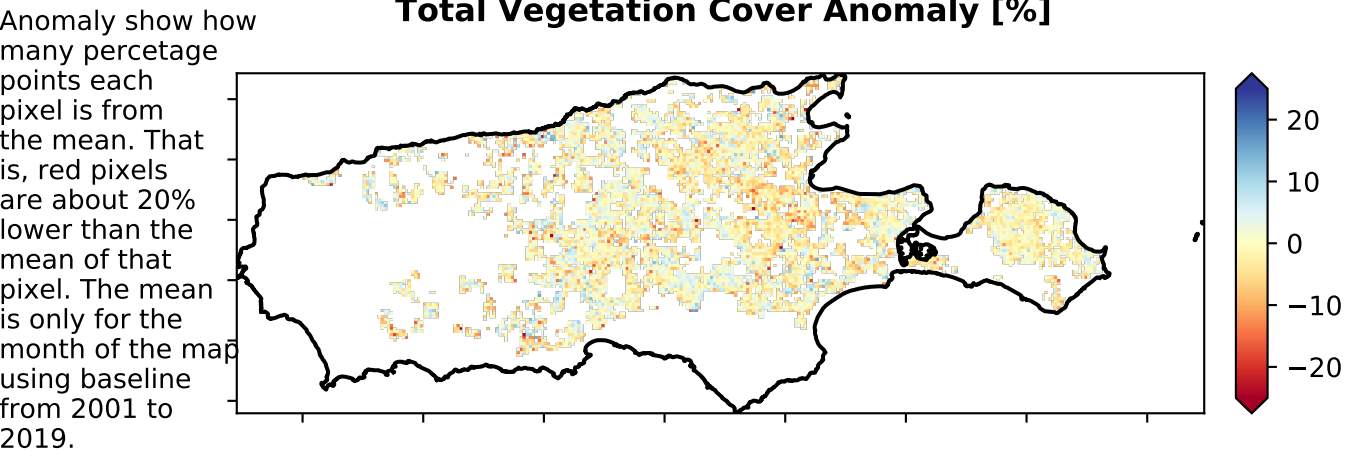 Total Vegetation Cover Anomaly [%]
Anomaly show how
many percetage
points each
pixel is from
the mean. That
is, red pixels
are about 20%
lower than the
mean of that
pixel. The mean
is only for the
month of the map
using baseline
from 2001 to
2019.
20
10
0
−10
−20